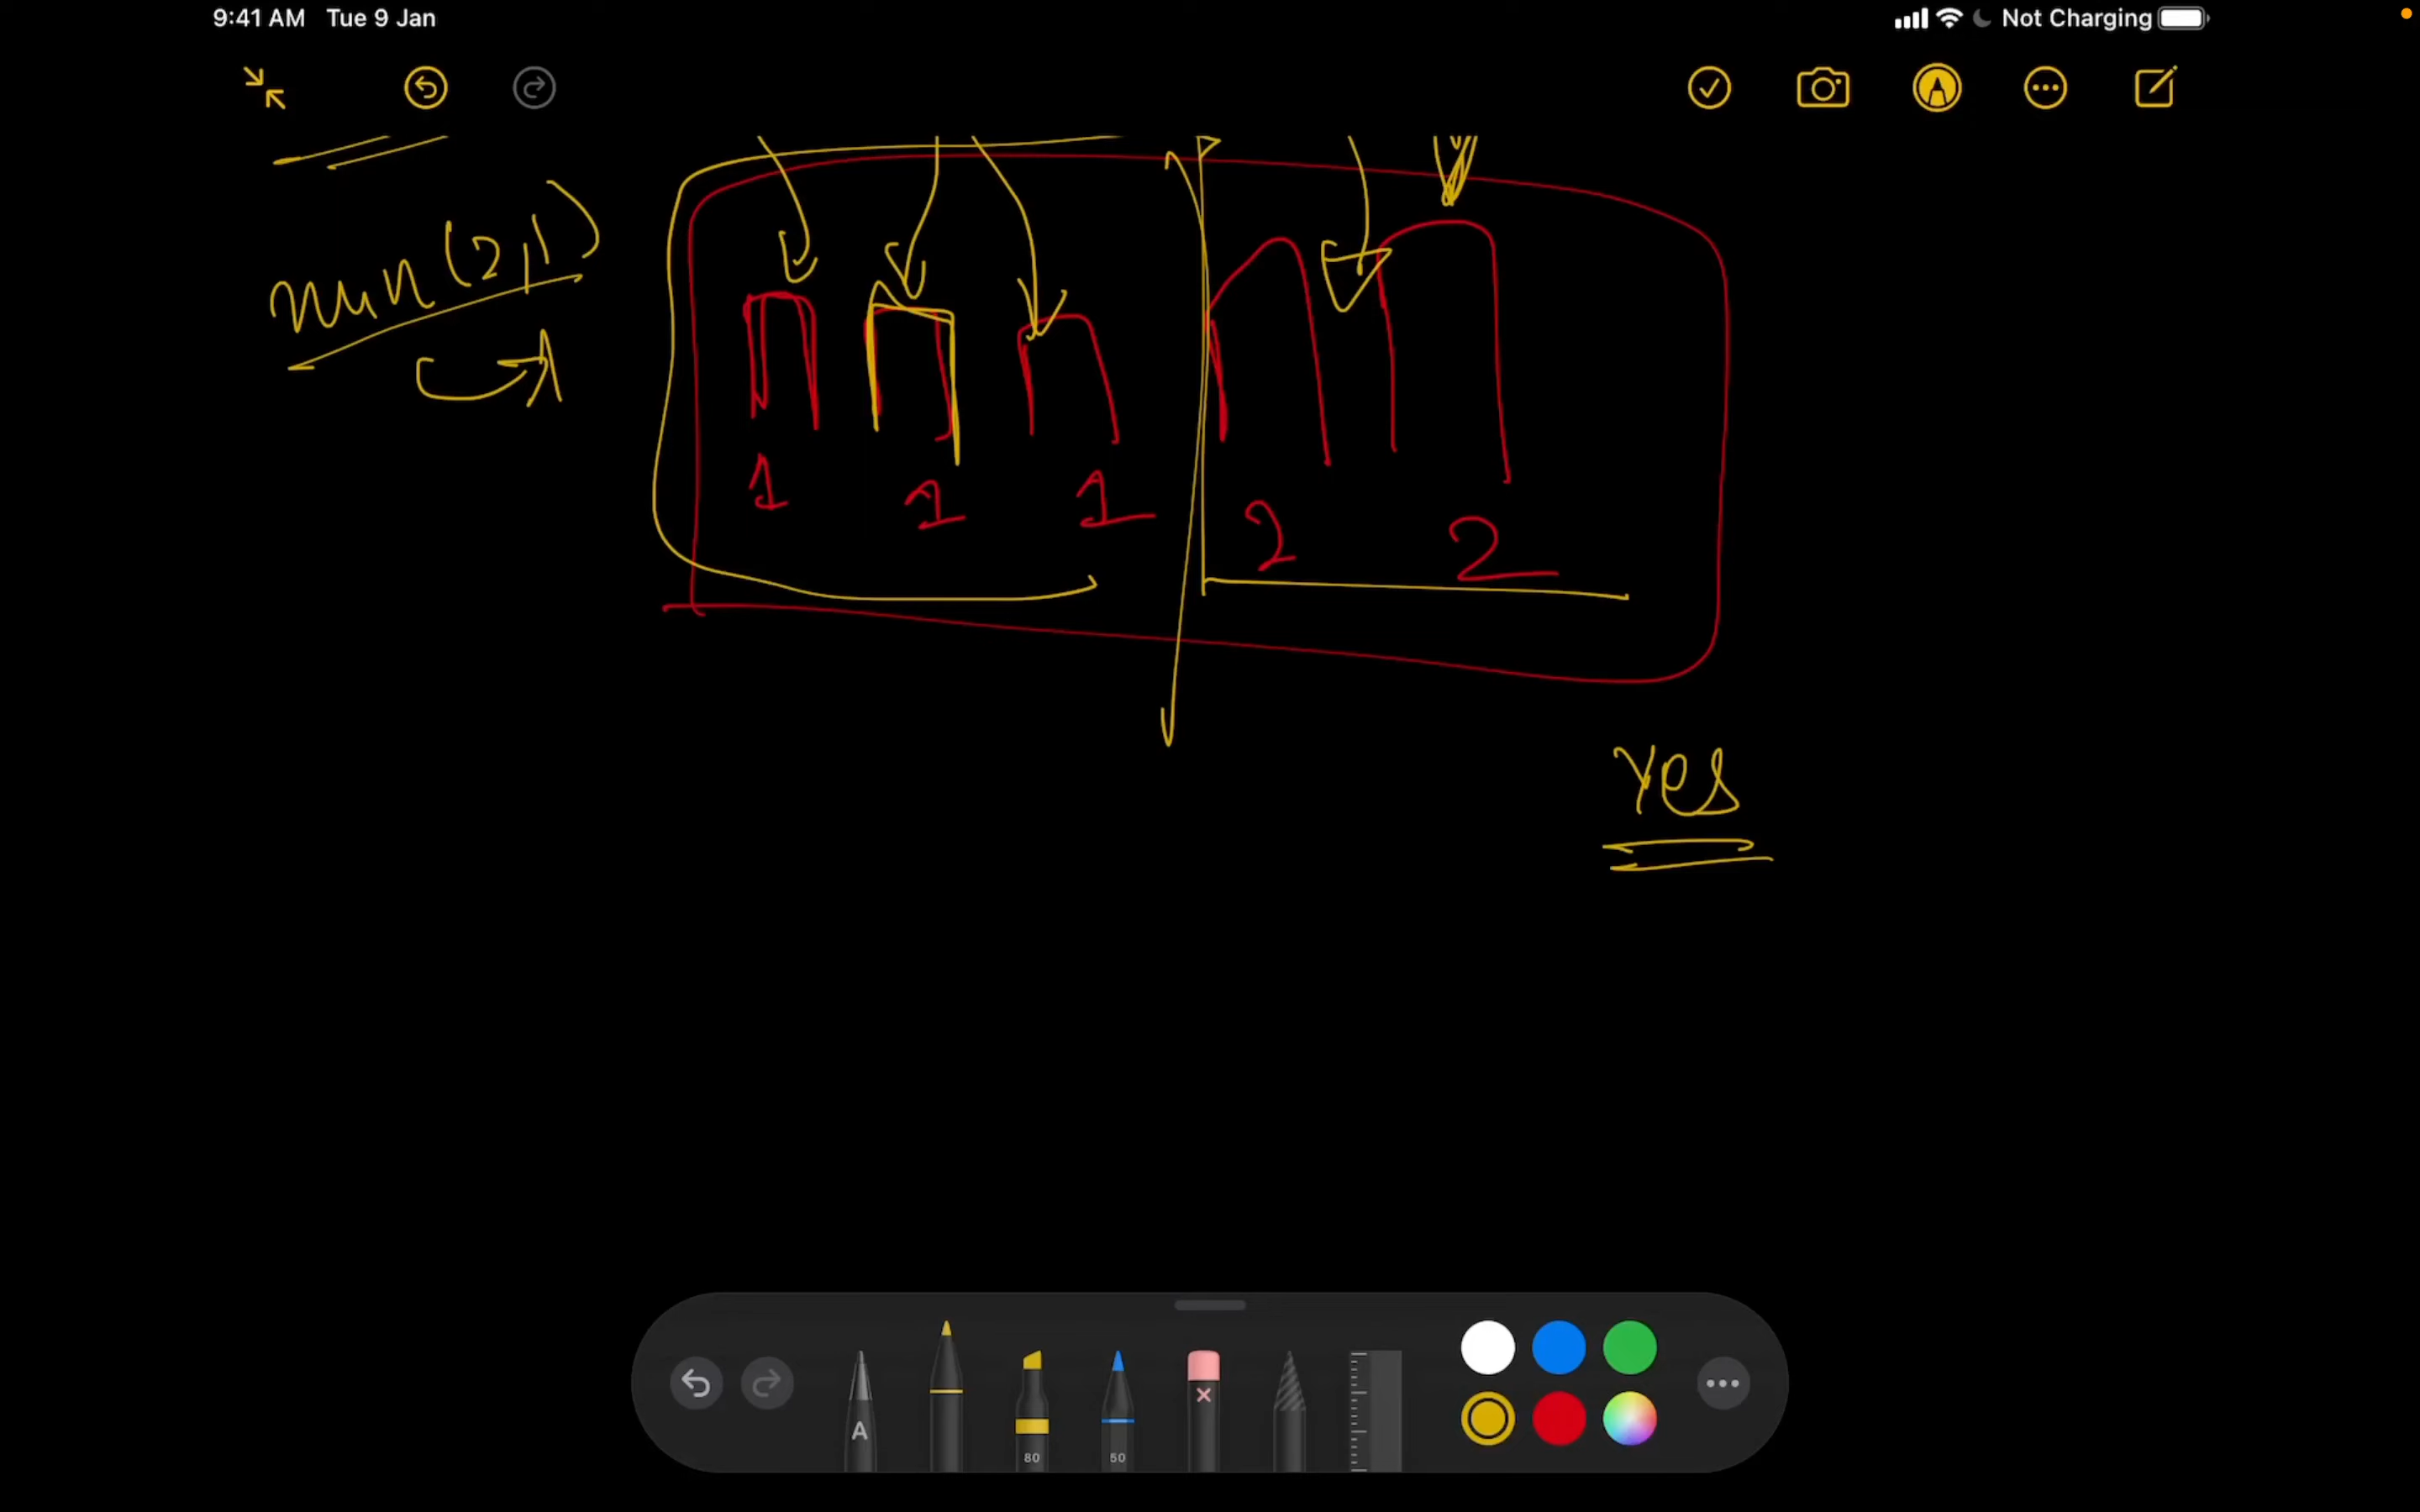 9:41 AM Tue 9 Jan
Not Charging
min (2,1)
1
1 1 1 2 2
Yes
A 80 50